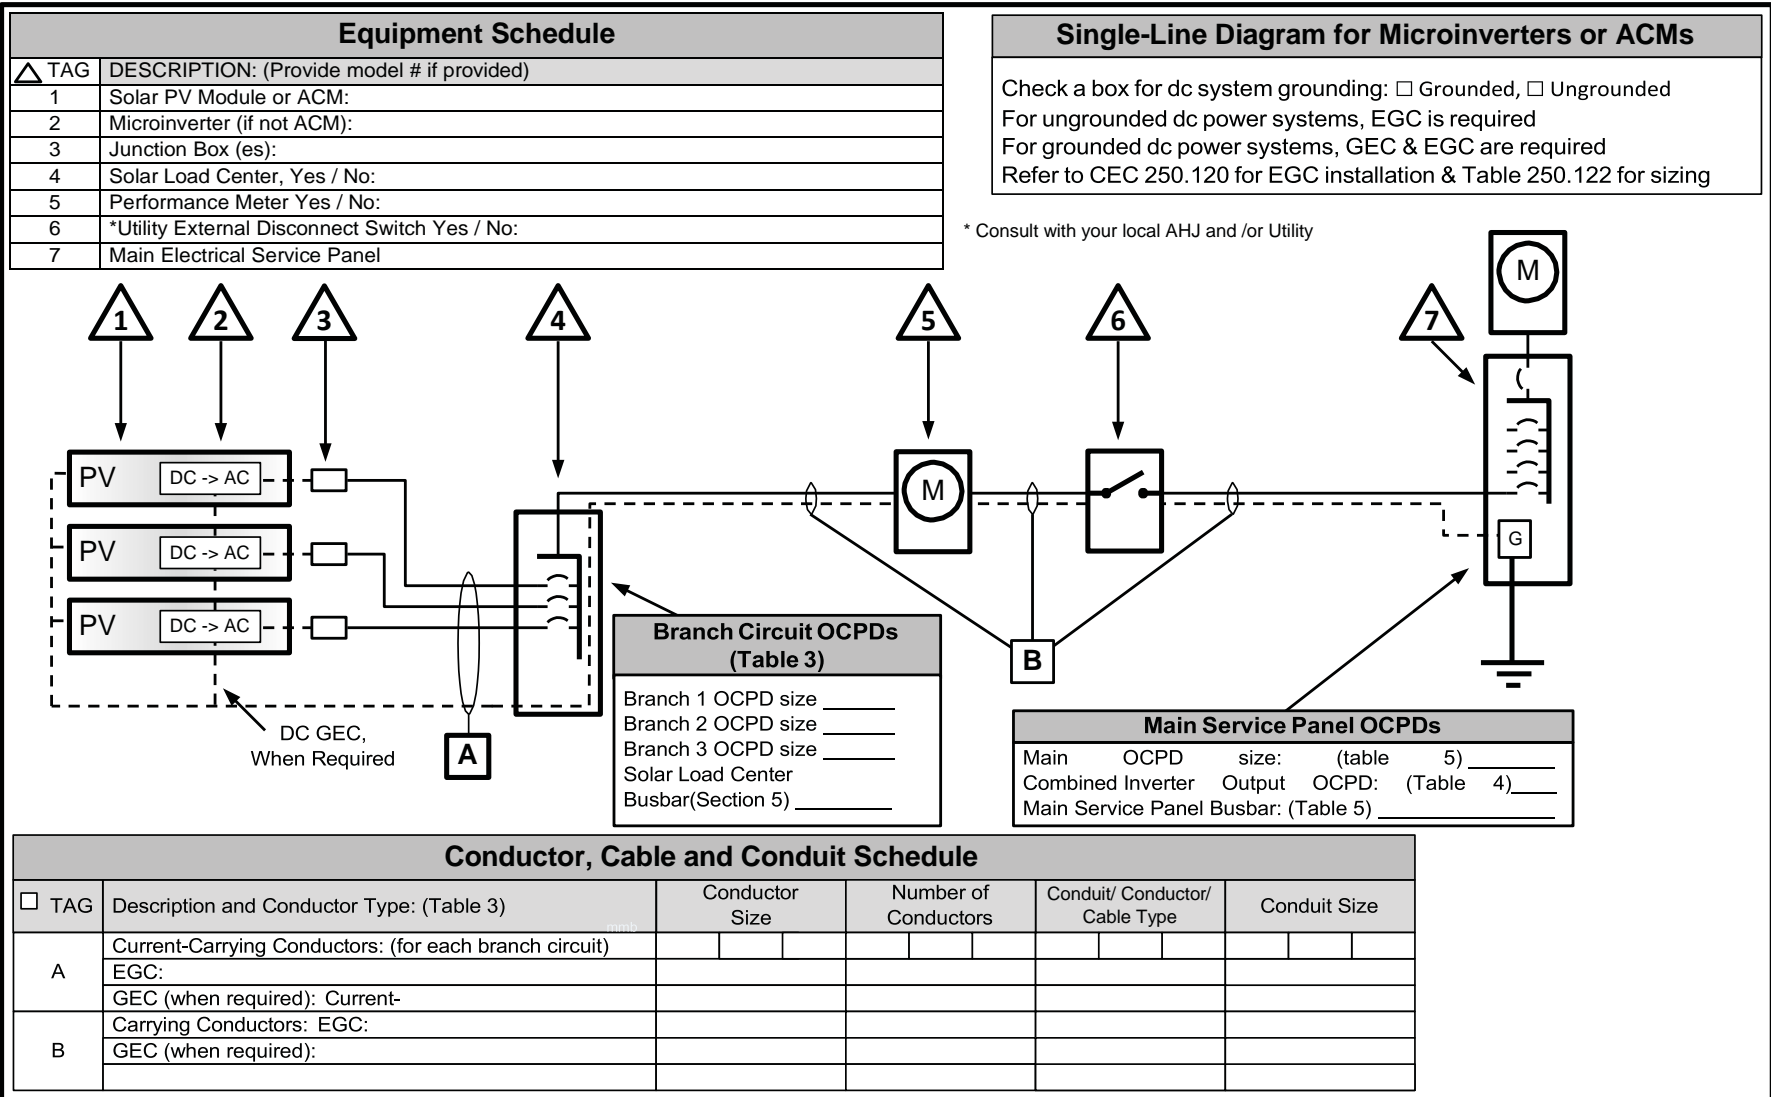 Equipment Schedule
TAG DESCRIPTION: (Provide model # if provided)
1 Solar PV Module or ACM:
2 Microinverter (if not ACM):
3 Junction Box (es):
4 Solar Load Center, Yes / No:
5 Performance Meter Yes / No:
6 *Utility External Disconnect Switch Yes / No:
7 Main Electrical Service Panel
Single-Line Diagram for Microinverters or ACMs
Check a box for dc system grounding: ☐ Grounded, ☐ Ungrounded
For ungrounded dc power systems, EGC is required
For grounded dc power systems, GEC & EGC are required
Refer to CEC 250.120 for EGC installation & Table 250.122 for sizing
* Consult with your local AHJ and /or Utility
M
1 2 3 4 5 6 7
PV DC -> AC
M
PV DC -> AC
G
PV DC -> AC
DC GEC,
When Required
A
B
Branch Circuit OCPDs
(Table 3)
Branch 1 OCPD size ______
Branch 2 OCPD size ______
Branch 3 OCPD size ______
Solar Load Center
Busbar(Section 5) ________
Main Service Panel OCPDs
Main OCPD size: (table 5)_______
Combined Inverter Output OCPD: (Table 4)____
Main Service Panel Busbar: (Table 5) ______________
Conductor, Cable and Conduit Schedule
☐ TAG Description and Conductor Type: (Table 3)
Conductor
Size
Number of
Conductors
Conduit/ Conductor/
Cable Type
Conduit Size
mmb
A
Current-Carrying Conductors: (for each branch circuit)
EGC:
GEC (when required): Current-
B
Carrying Conductors: EGC:
GEC (when required):